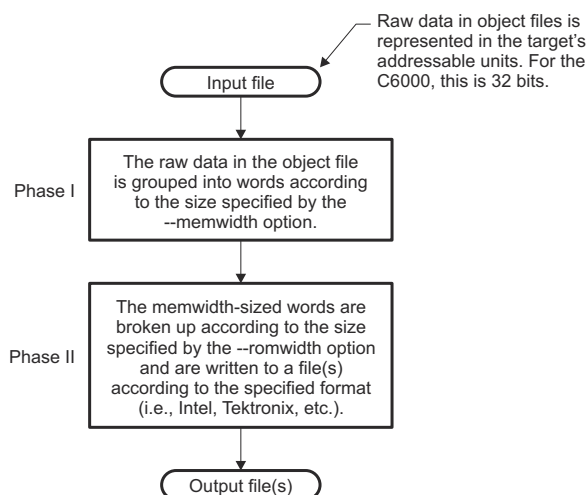 Raw data in object files is
represented in the target's
addressable units. For the
C6000, this is 32 bits.
Input file
Phase I
The raw data in the object file
is grouped into words according
to the size specified by the
--memwidth option.
Phase II
The memwidth-sized words are
broken up according to the size
specified by the --romwidth option
and are written to a file(s)
according to the specified format
(i.e., Intel, Tektronix, etc.).
Output file(s)